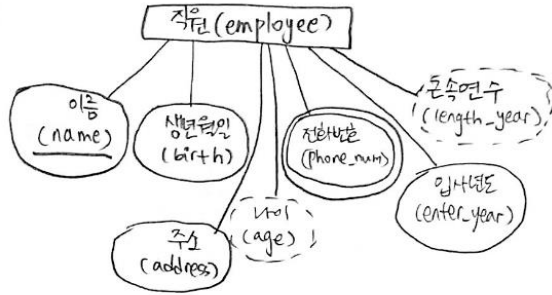 직원(employee)
이름
(name)
생년월일
(birth)
전화번호
(phone_num)
근속연수
(length_year)
입사년도
(enter_year)
나이
(age)
주소
(address)